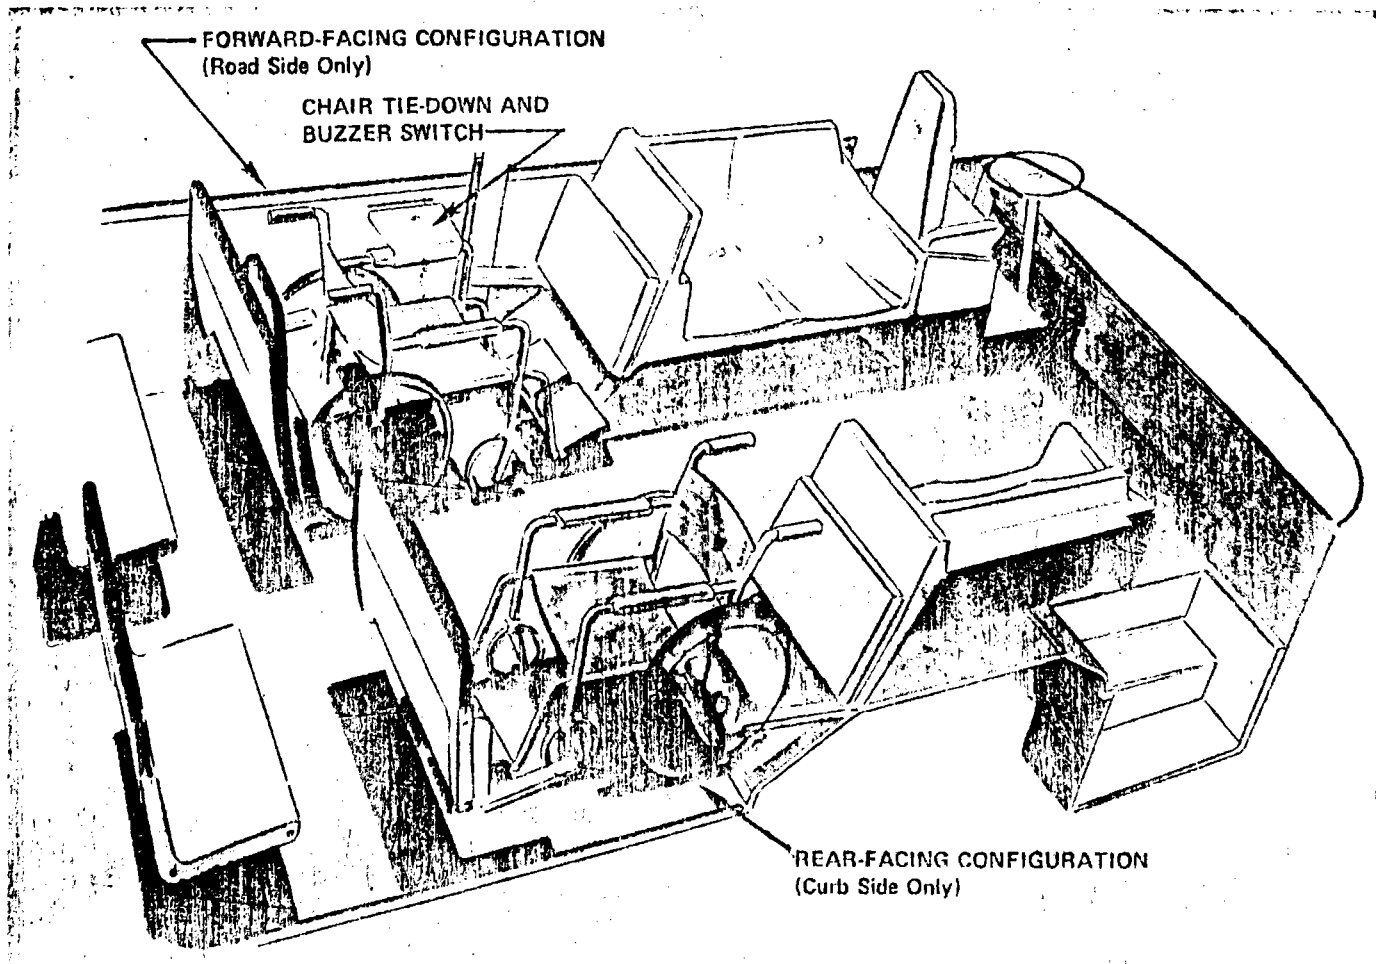 FORWARD-FACING CONFIGURATION
(Road Side Only)
CHAIR TIE-DOWN AND
BUZZER SWITCH
REAR-FACING CONFIGURATION
(Curb Side Only)